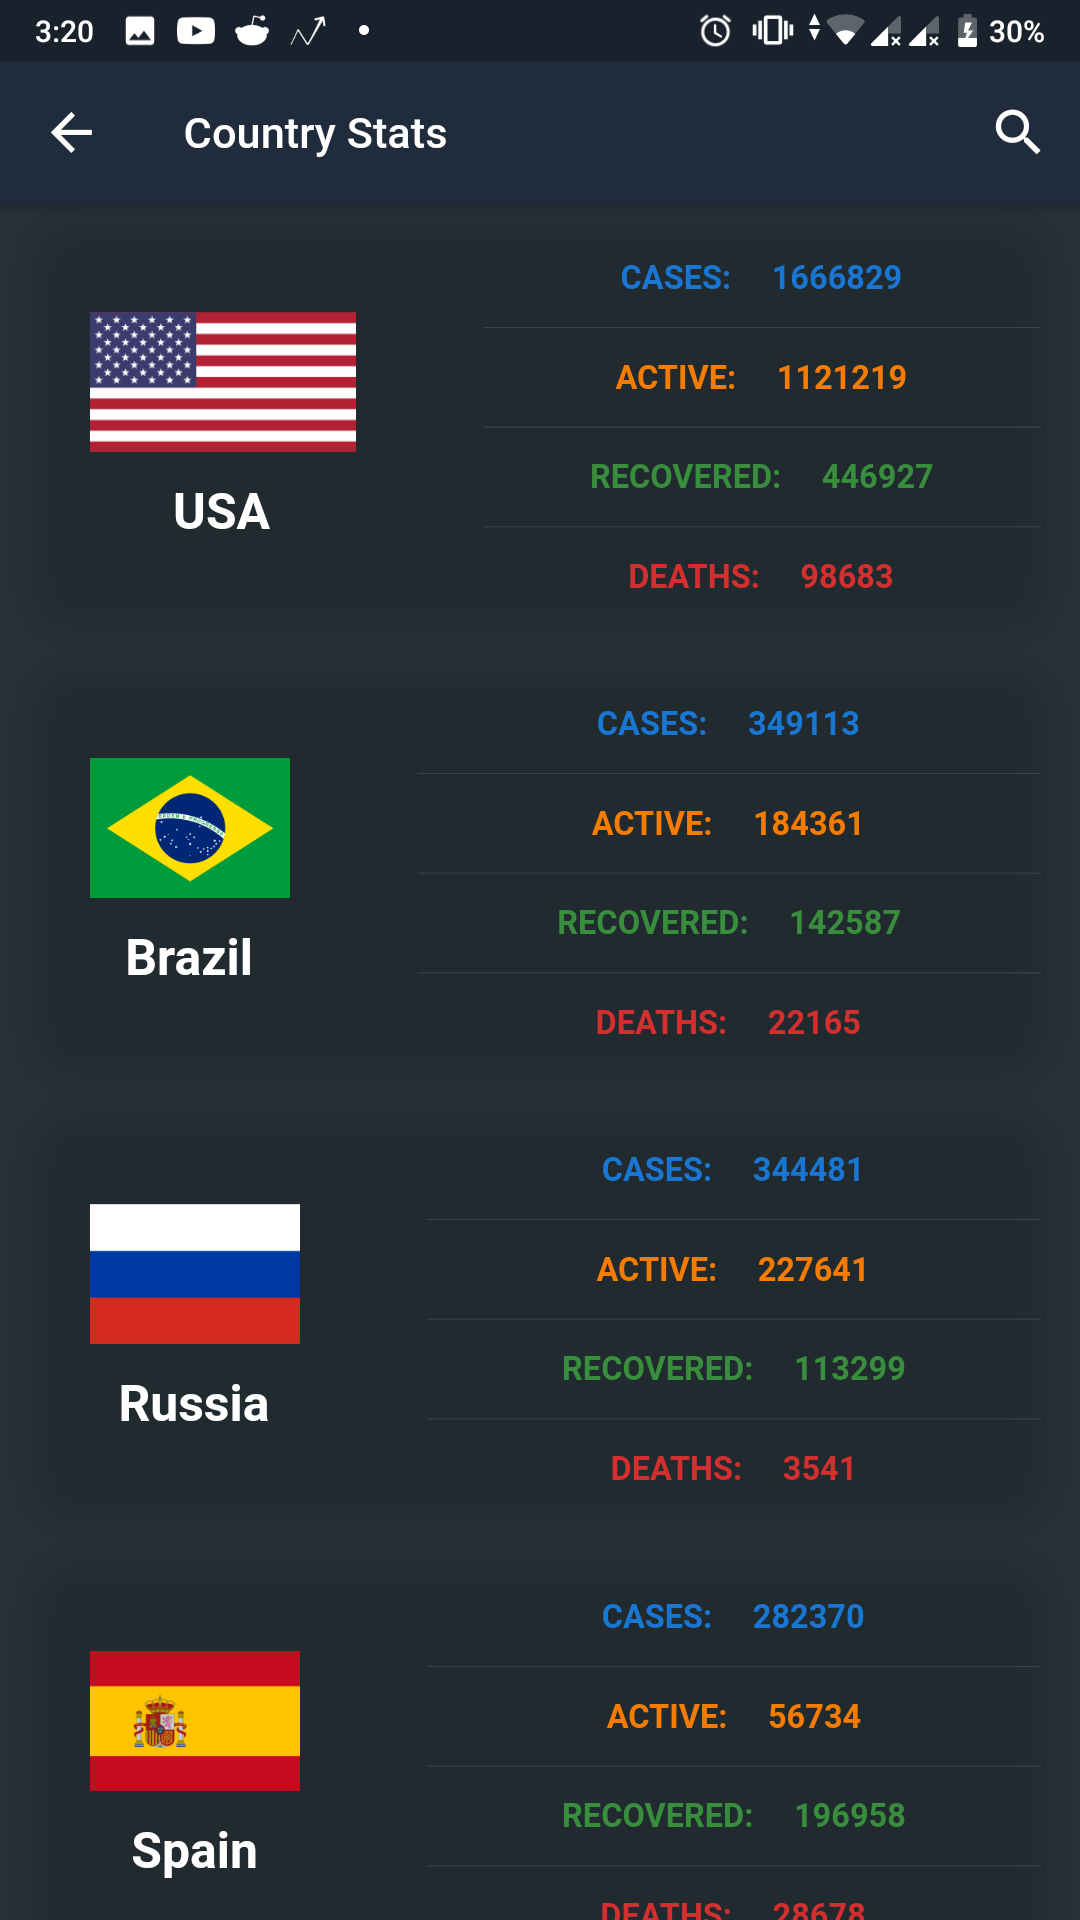 3:20 30%
Country Stats
CASES: 1666829
ACTIVE: 1121219
RECOVERED: 446927
USA
DEATHS: 98683
CASES: 349113
ACTIVE: 184361
RECOVERED: 142587
Brazil
DEATHS: 22165
CASES: 344481
ACTIVE: 227641
RECOVERED: 113299
Russia
DEATHS: 3541
CASES: 282370
ACTIVE: 56734
RECOVERED: 196958
Spain
DEATHS: 28678